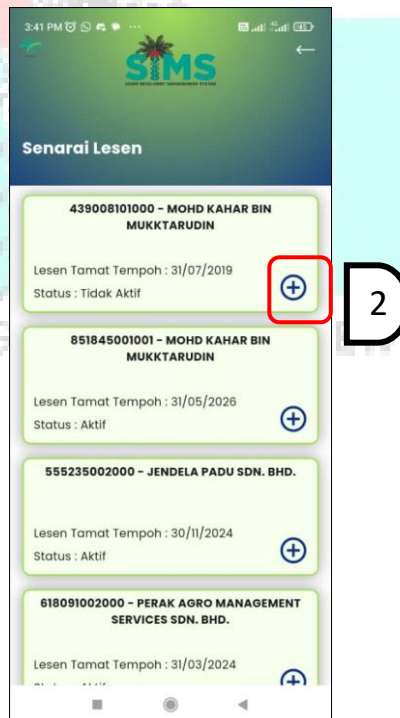 3:41 PM
45
SIMS
SAWIT INTELLIGENT MANAGEMENT SYSTEM
Senarai Lesen
439008101000 - MOHD KAHAR BIN
MUKKTARUDIN
Lesen Tamat Tempoh : 31/07/2019
Status : Tidak Aktif
2
851845001001 - MOHD KAHAR BIN
MUKKTARUDIN
Lesen Tamat Tempoh : 31/05/2026
Status : Aktif
555235002000 - JENDELA PADU SDN. BHD.
Lesen Tamat Tempoh : 30/11/2024
Status : Aktif
618091002000 - PERAK AGRO MANAGEMENT
SERVICES SDN. BHD.
Lesen Tamat Tempoh : 31/03/2024